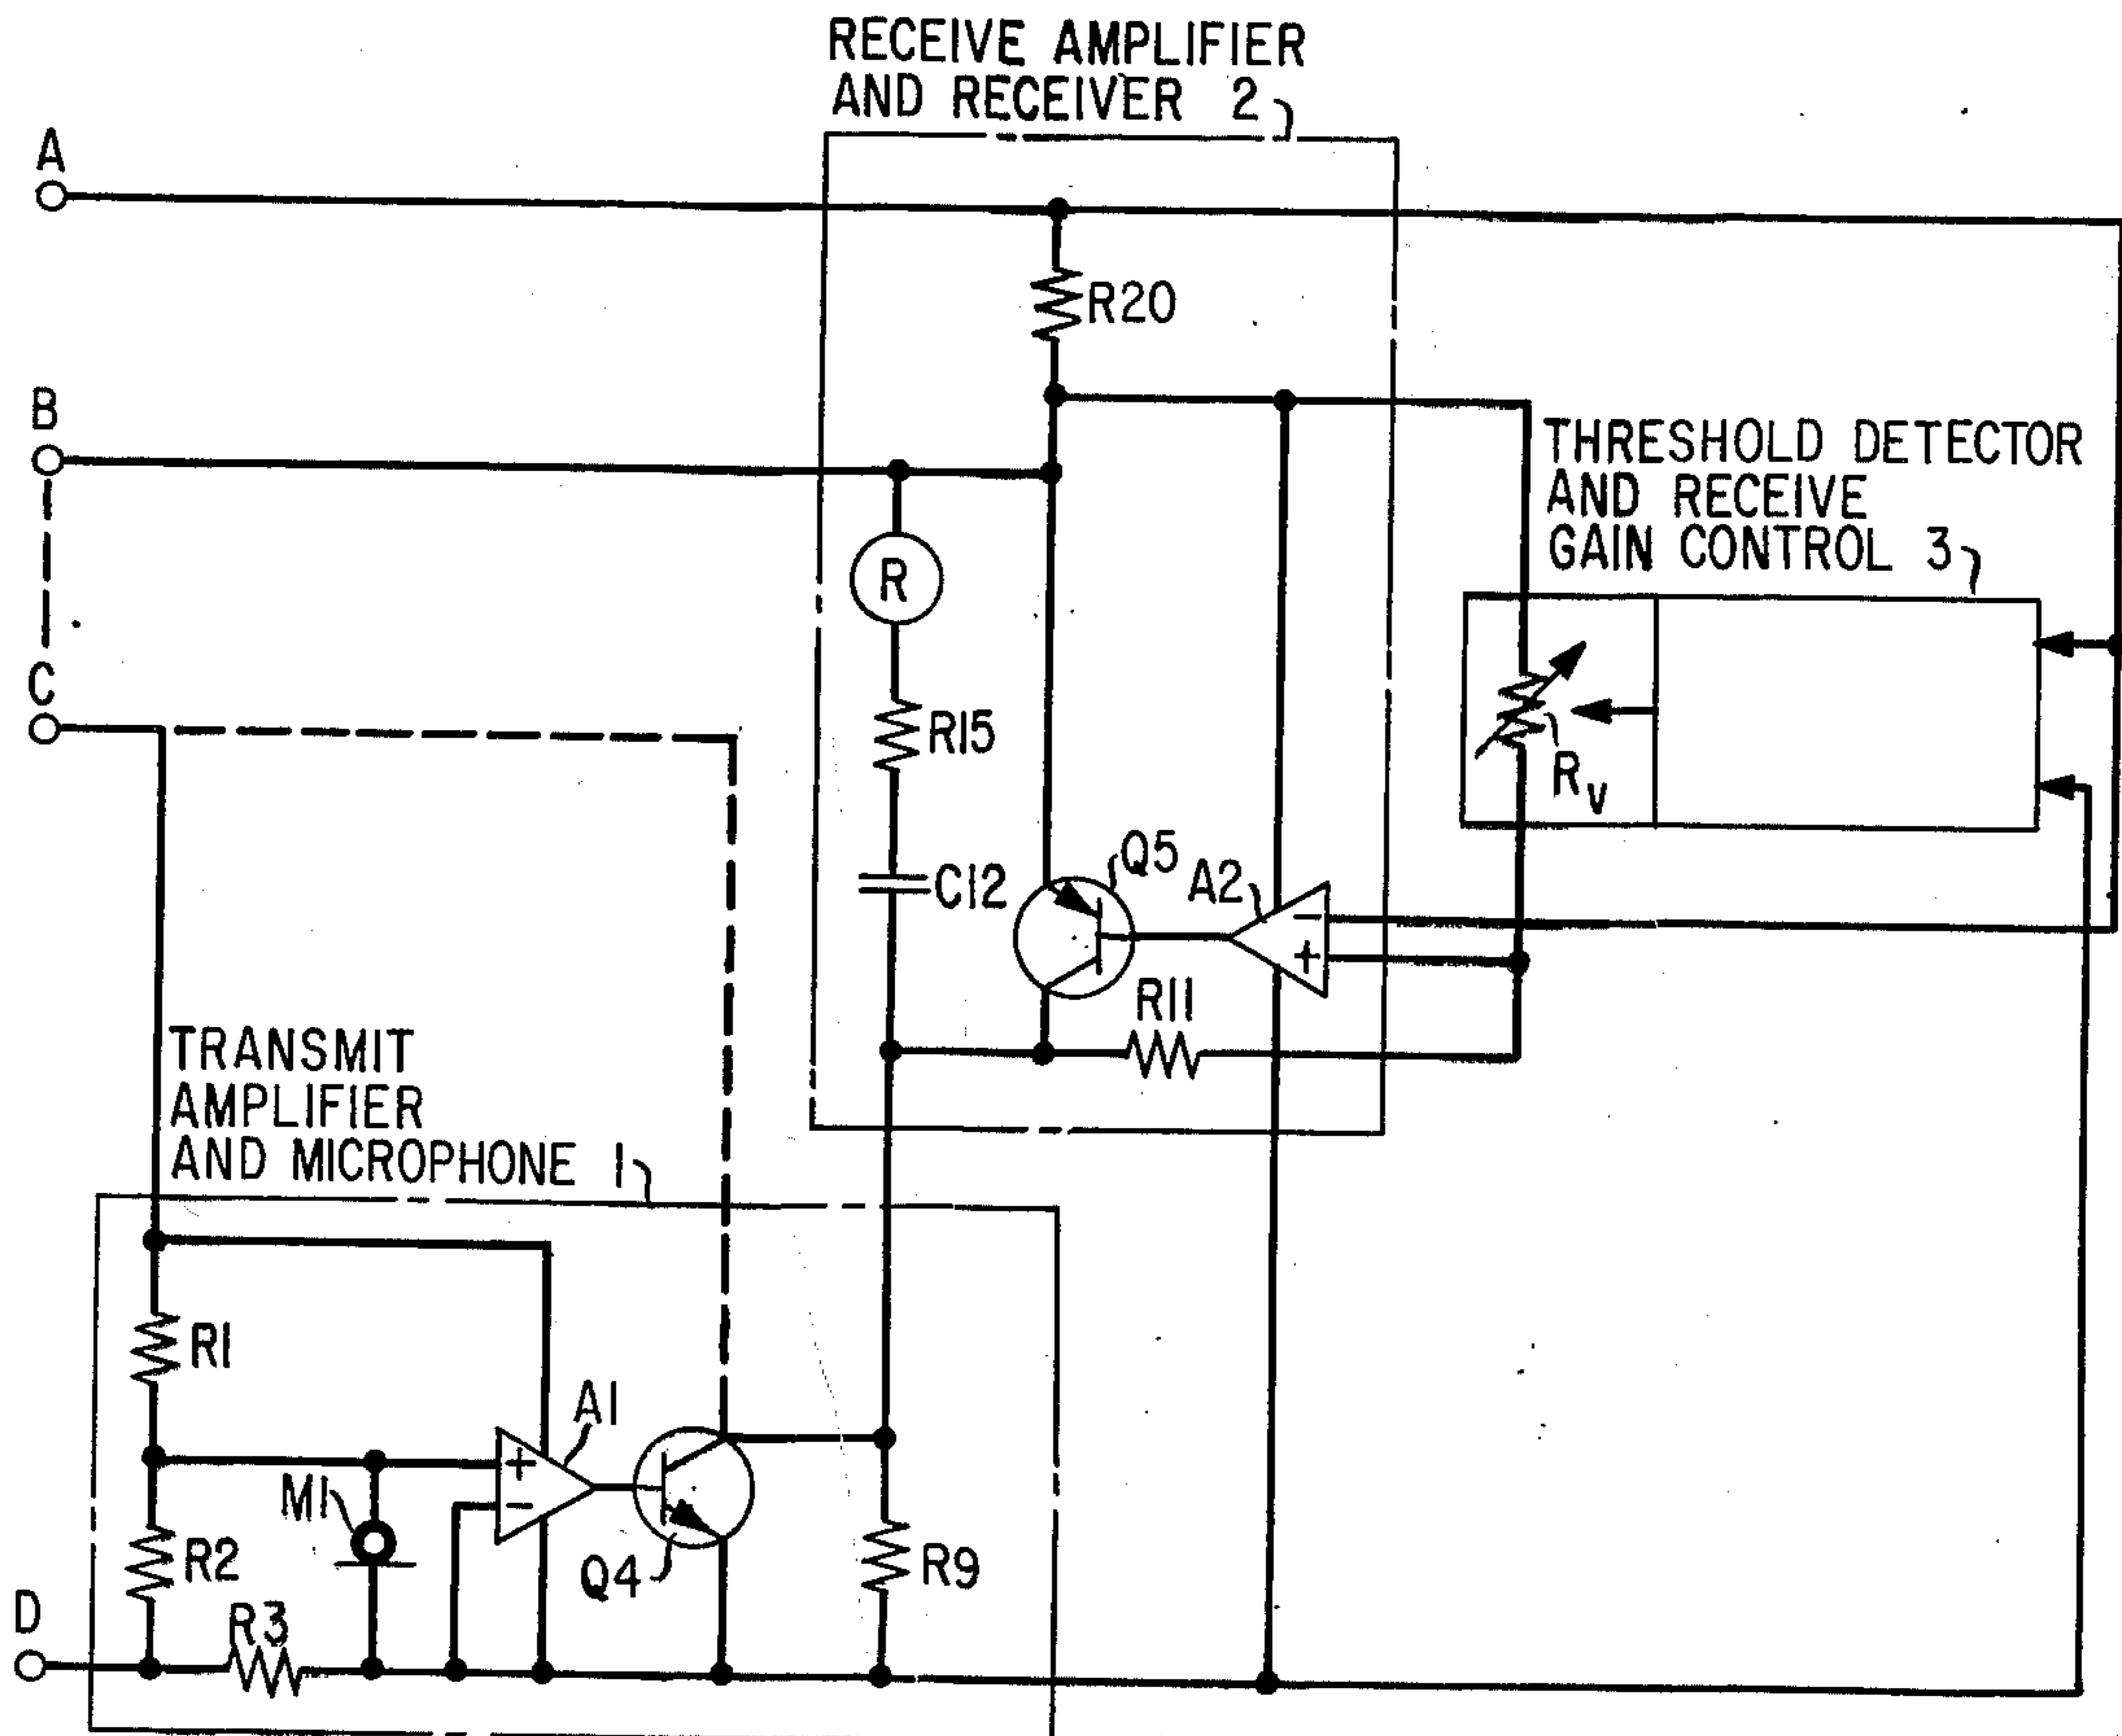 RECEIVE AMPLIFIER
AND RECEIVER 2
A
R20
B
THRESHOLD DETECTOR
AND RECEIVE
GAIN CONTROL 3
R
C
R15
RV
Q5
A2
C12
-
+
R11
TRANSMIT
AMPLIFIER
AND MICROPHONE 1
R1
A1
+
M1
-
R2
Q4
R9
D
R3